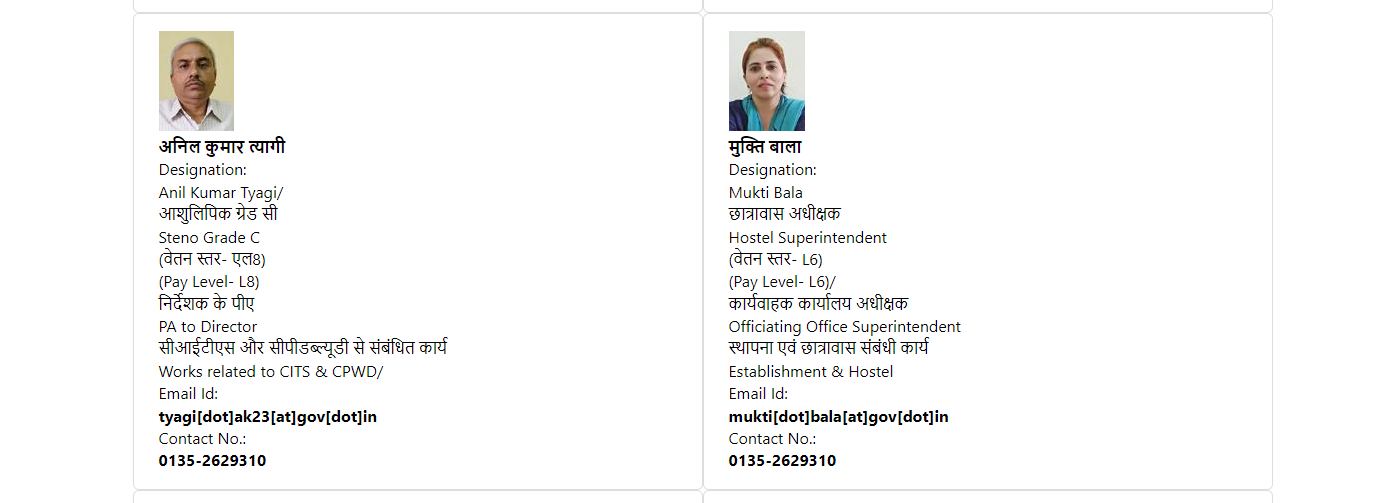 अनिल कुमार त्यागी
Designation:
Anil Kumar Tyagi/
आशुलिपिक ग्रेड सी
Steno Grade C
(वेतन स्तर- एल8)
(Pay Level- L8)
निर्देशक के पीए
PA to Director
सीआईटीएस और सीपीडब्ल्यूडी से संबंधित कार्य
Works related to CITS & CPWD/
Email Id:
tyagi[dot]ak23[at]gov[dot]in
Contact No.:
0135-2629310
मुक्ति बाला
Designation:
Mukti Bala
छात्रावास अधीक्षक
Hostel Superintendent
(वेतन स्तर- L6)
(Pay Level- L6)/
कार्यवाहक कार्यालय अधीक्षक
Officiating Office Superintendent
स्थापना एवं छात्रावास संबंधी कार्य
Establishment & Hostel
Email Id:
mukti[dot]bala[at]gov[dot]in
Contact No.:
0135-2629310